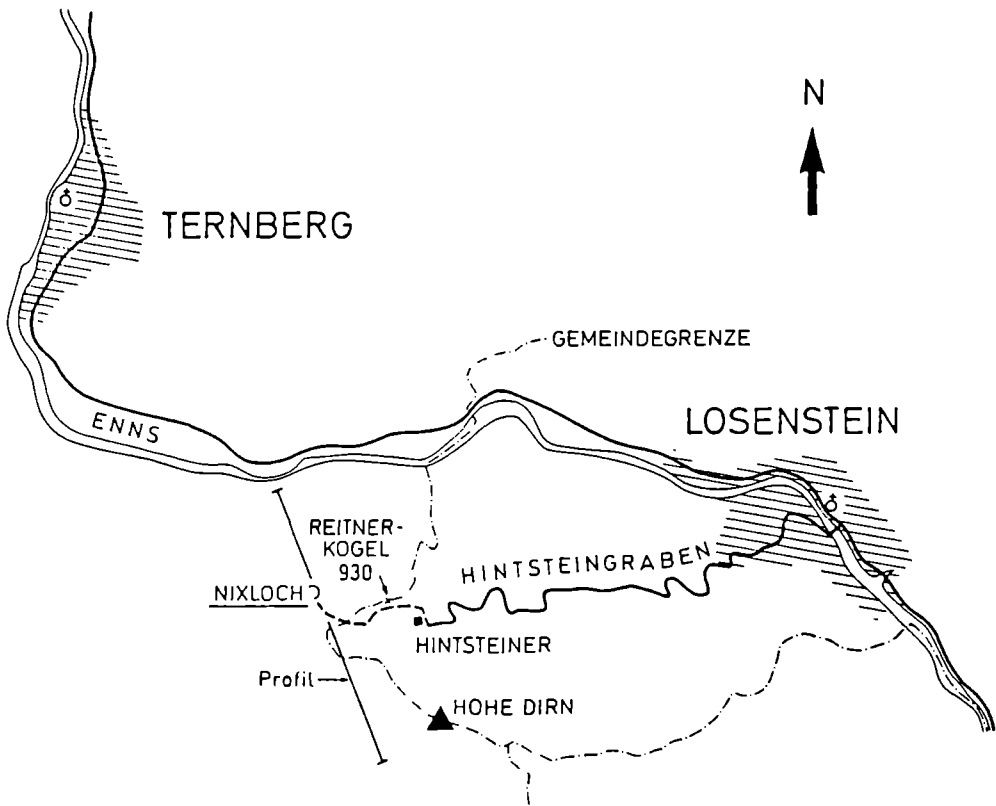 N
TERNBERG
GEMEINDEGRENZE
ENNS
LOSENSTEIN
REITNER-
KOGEL
930
HINTSTEINGRABEN
NIXLOCH
HINTSTEINER
Profil
HOHE DIRN